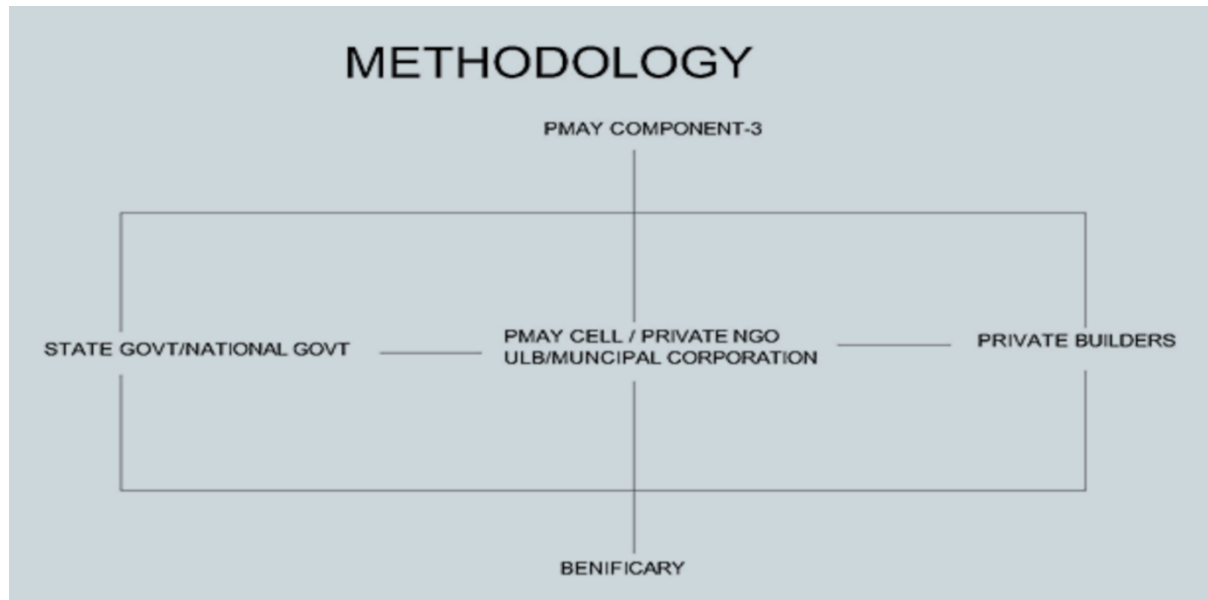 METHODOLOGY
PMAY COMPONENT-3
STATE GOVT/NATIONAL GOVT
PMAY CELL / PRIVATE NGO
ULB/MUNCIPAL CORPORATION
PRIVATE BUILDERS
BENIFICARY